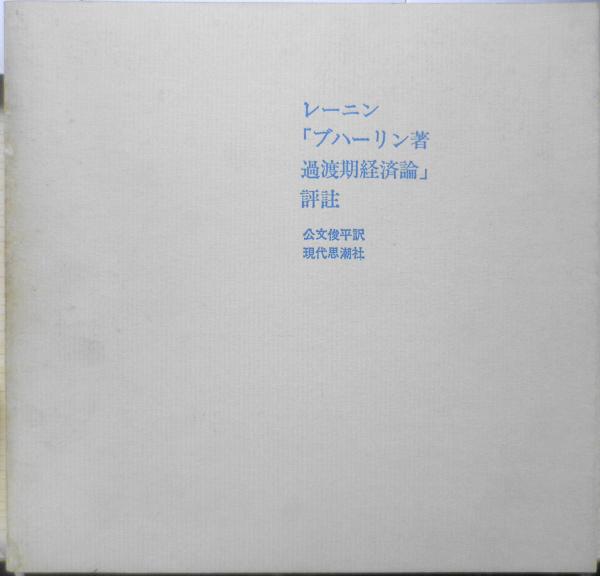 レーニン
「ブハーリン著
過渡期経済論」
評註
公文俊平訳
現代思潮社